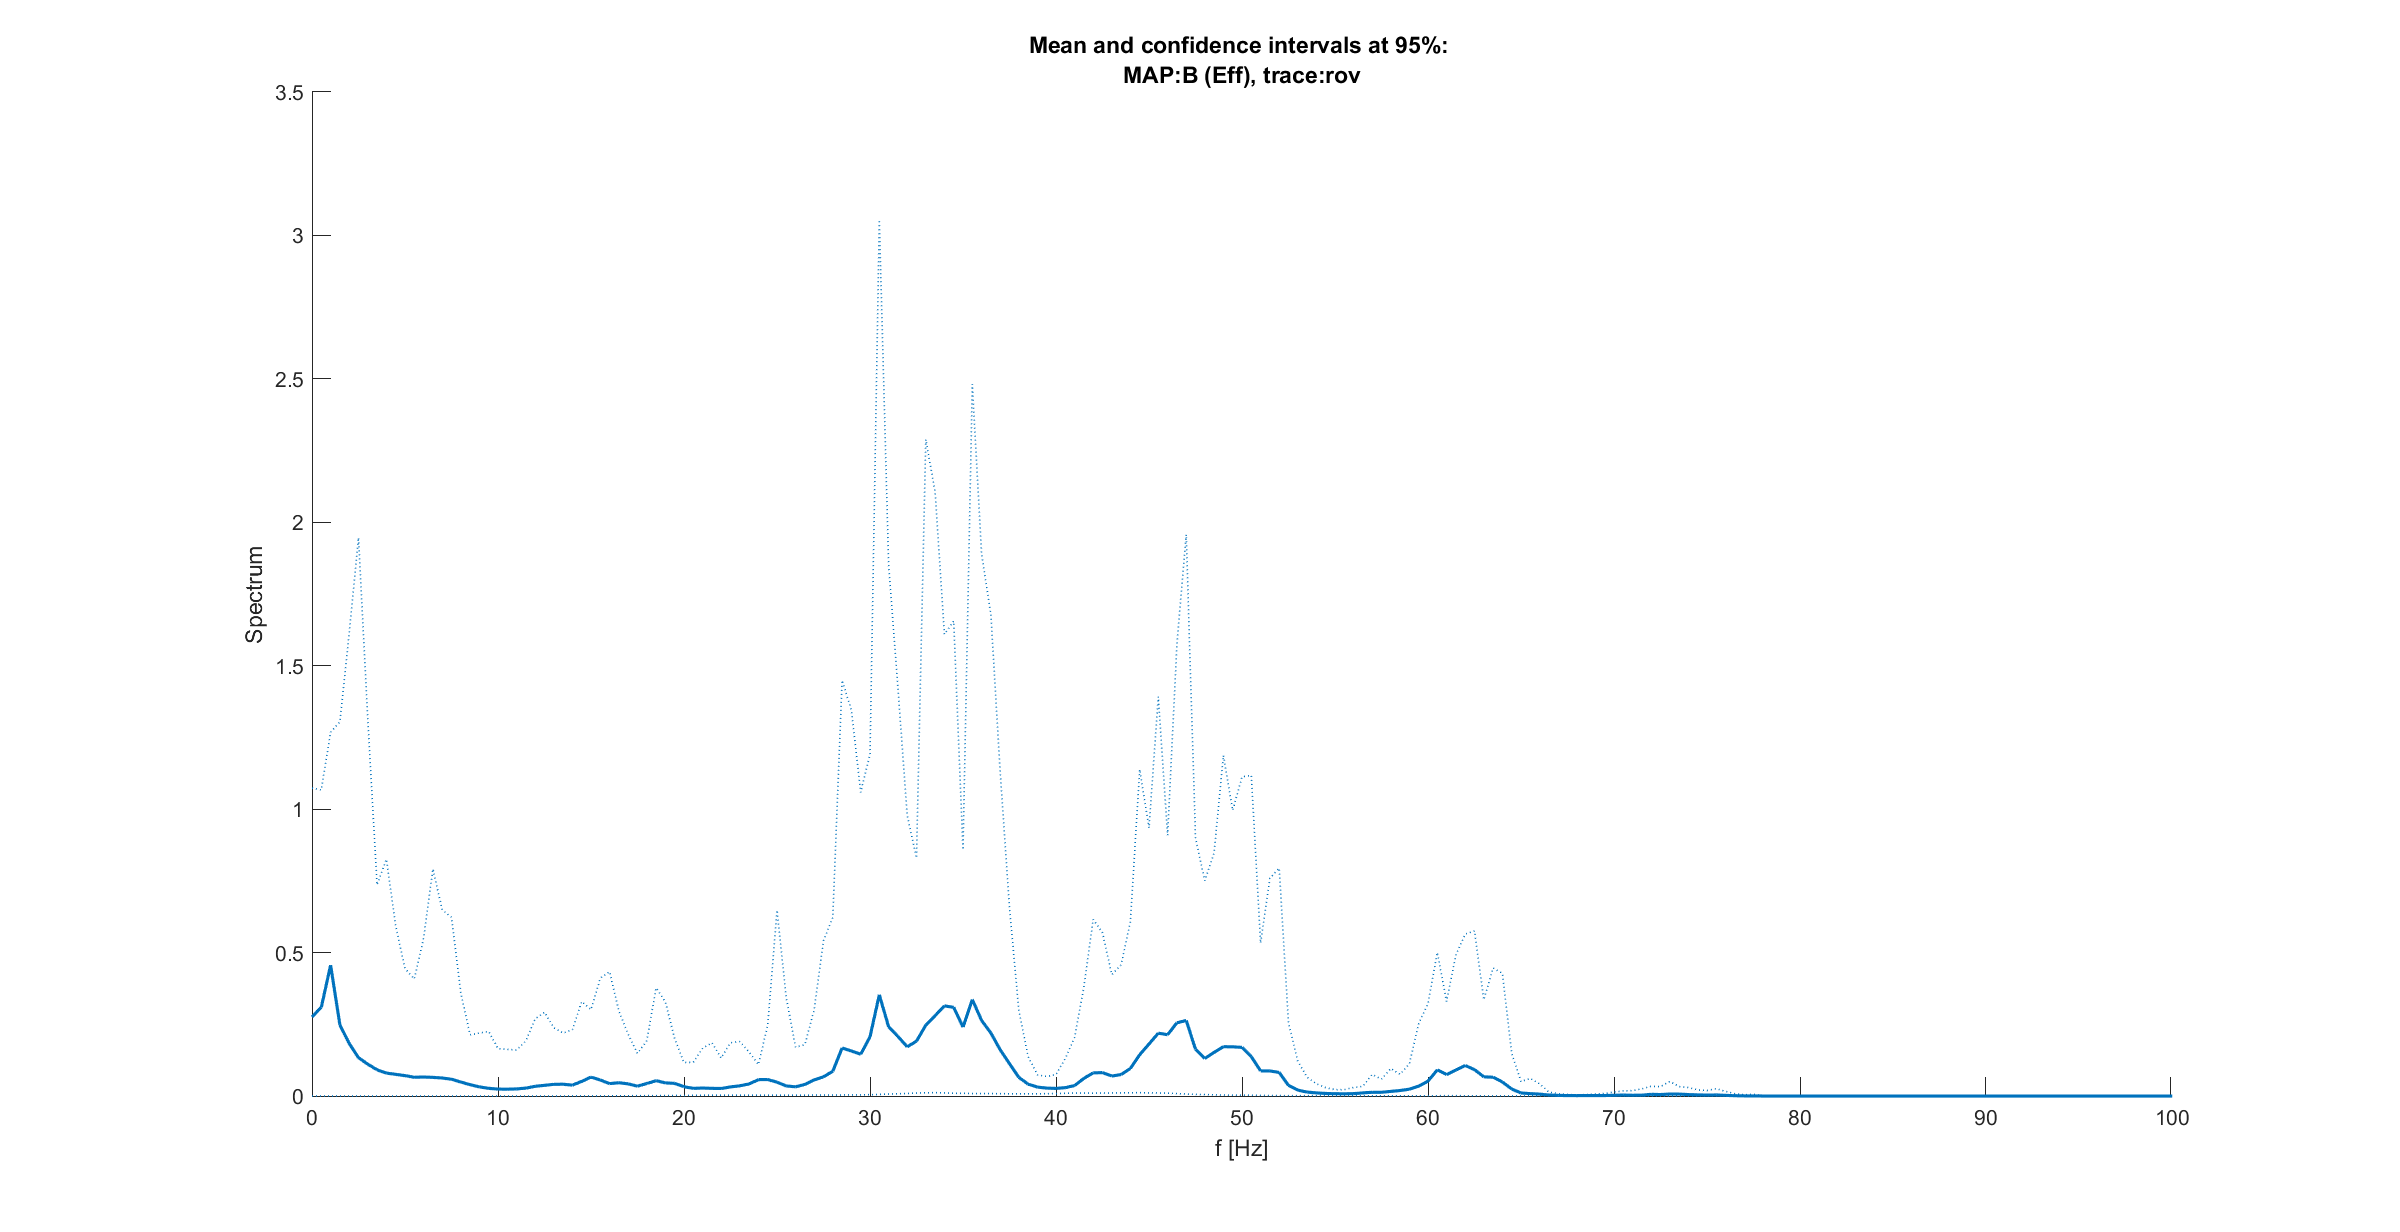 Mean and confidence intervals at 95%:
MAP:B (Eff), trace:rov
3.5
3
2.5
2
1.5
1
0.5
0
Spectrum
0 10 20 30 40 50 60 70 80 90 100
f [Hz]